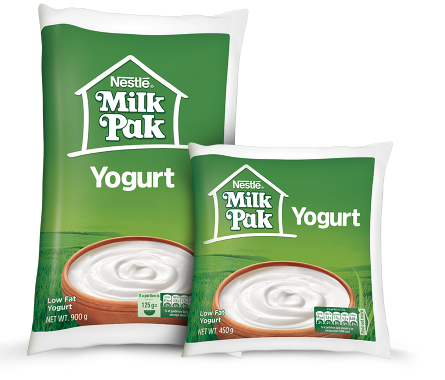 Nestlé®
Milk
Pak
Yogurt
Low Fat
Yogurt
NET WT. 900 g
125 g
Nestlé®
Milk
Pak
Yogurt
Low Fat
Yogurt
NET WT. 450 g